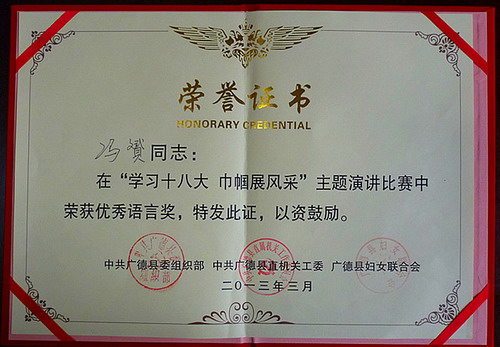 荣誉证书
HONORARY CREDENTIAL
冯赟同志：
在“学习十八大 巾帼展风采”主题演讲比赛中
荣获优秀语言奖，特发此证，以资鼓励。
中共广德县委组织部 中共广德县直机关工委 广德县妇女联合会
二〇一三年三月